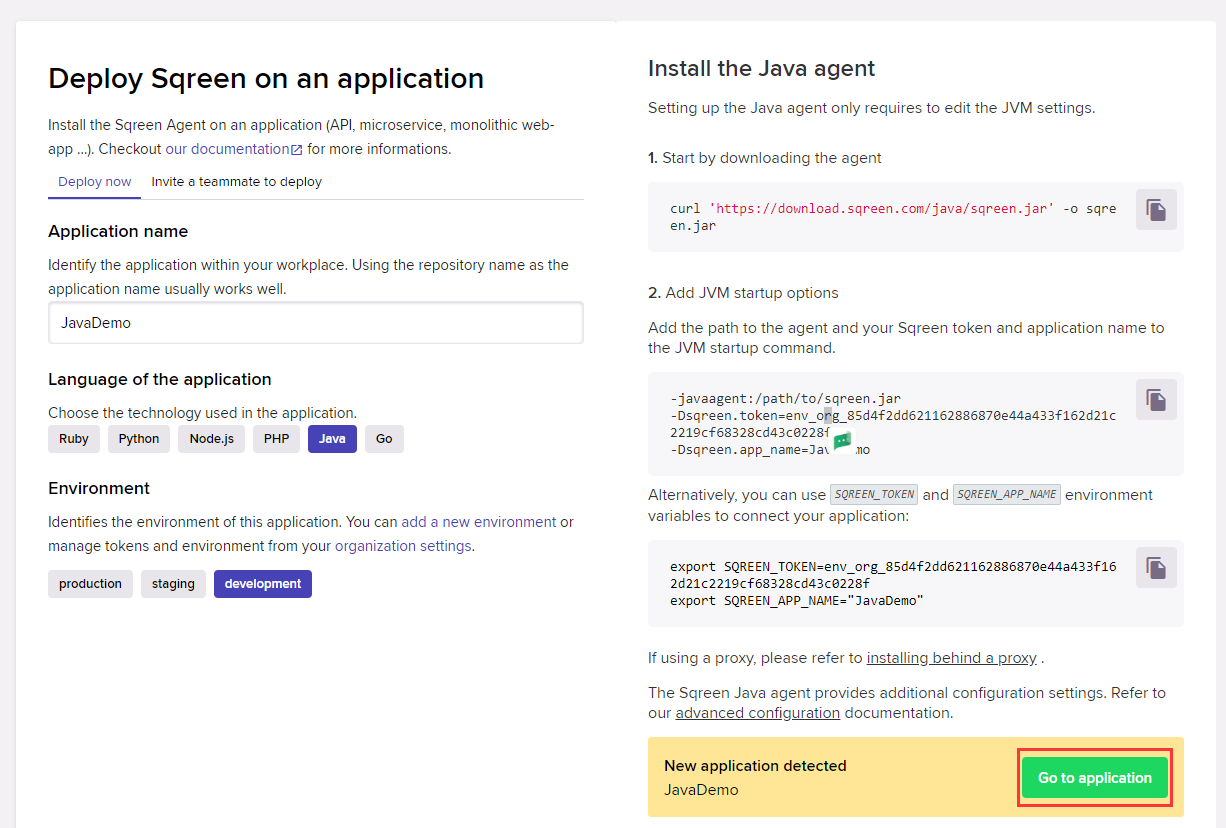 Deploy Sqreen on an application
Install the Sqreen Agent on an application (API, microservice, monolithic web-
app ...). Checkout our documentation for more informations.
Deploy now Invite a teammate to deploy
Application name
Identify the application within your workplace. Using the repository name as the
application name usually works well.
JavaDemo
Language of the application
Choose the technology used in the application.
Ruby Python Node.js PHP Java Go
Environment
Identifies the environment of this application. You can add a new environment or
manage tokens and environment from your organization settings.
production staging development
Install the Java agent
Setting up the Java agent only requires to edit the JVM settings.
1. Start by downloading the agent
curl 'https://download.sqreen.com/java/sqreen.jar' -o sqre
en.jar
2. Add JVM startup options
Add the path to the agent and your Sqreen token and application name to
the JVM startup command.
-javaagent:/path/to/sqreen.jar
-Dsqreen.token=env_org_85d4f2dd621162886870e44a433f162d21c
2219cf68328cd43c0228f
-Dsqreen.app_name=Ja mo
Alternatively, you can use SQREEN_TOKEN and SQREEN_APP_NAME environment
variables to connect your application:
export SQREEN_TOKEN=env_org_85d4f2dd621162886870e44a433f16
2d21c2219cf68328cd43c0228f
export SQREEN_APP_NAME="JavaDemo"
If using a proxy, please refer to installing behind a proxy .
The Sqreen Java agent provides additional configuration settings. Refer to
our advanced configuration documentation.
New application detected
JavaDemo
Go to application